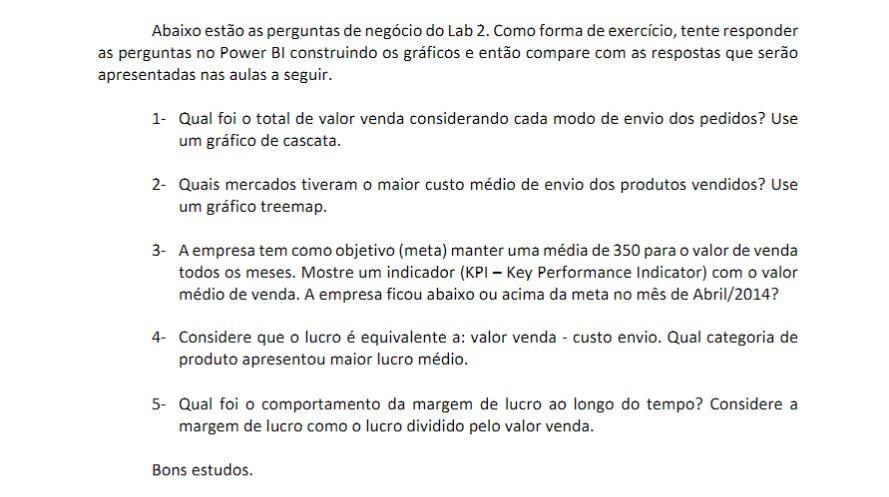 Abaixo estão as perguntas de negócio do Lab 2. Como forma de exercício, tente responder
as perguntas no Power BI construindo os gráficos e então compare com as respostas que serão
apresentadas nas aulas a seguir.
1- Qual foi o total de valor venda considerando cada modo de envio dos pedidos? Use
um gráfico de cascata.
2- Quais mercados tiveram o maior custo médio de envio dos produtos vendidos? Use
um gráfico treemap.
3- A empresa tem como objetivo (meta) manter uma média de 350 para o valor de venda
todos os meses. Mostre um indicador (KPI – Key Performance Indicator) com o valor
médio de venda. A empresa ficou abaixo ou acima da meta no mês de Abril/2014?
4- Considere que o lucro é equivalente a: valor venda - custo envio. Qual categoria de
produto apresentou maior lucro médio.
5- Qual foi o comportamento da margem de lucro ao longo do tempo? Considere a
margem de lucro como o lucro dividido pelo valor venda.
Bons estudos.